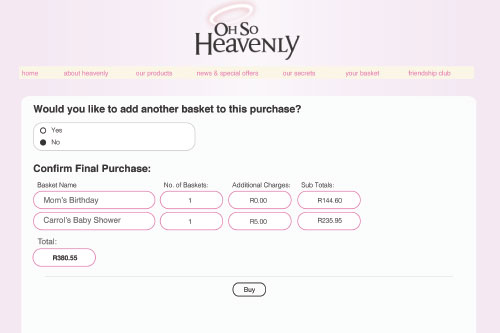 OH SO
HEAVENLY
home about heavenly our products news & special offers our secrets your basket friendship club
Would you like to add another basket to this purchase?
Yes
No
Confirm Final Purchase:
Basket Name No. of Baskets: Additional Charges: Sub Totals:
Mom's Birthday 1 R0.00 R144.60
Carrol's Baby Shower 1 R5.00 R235.95
Total:
R380.55
Buy